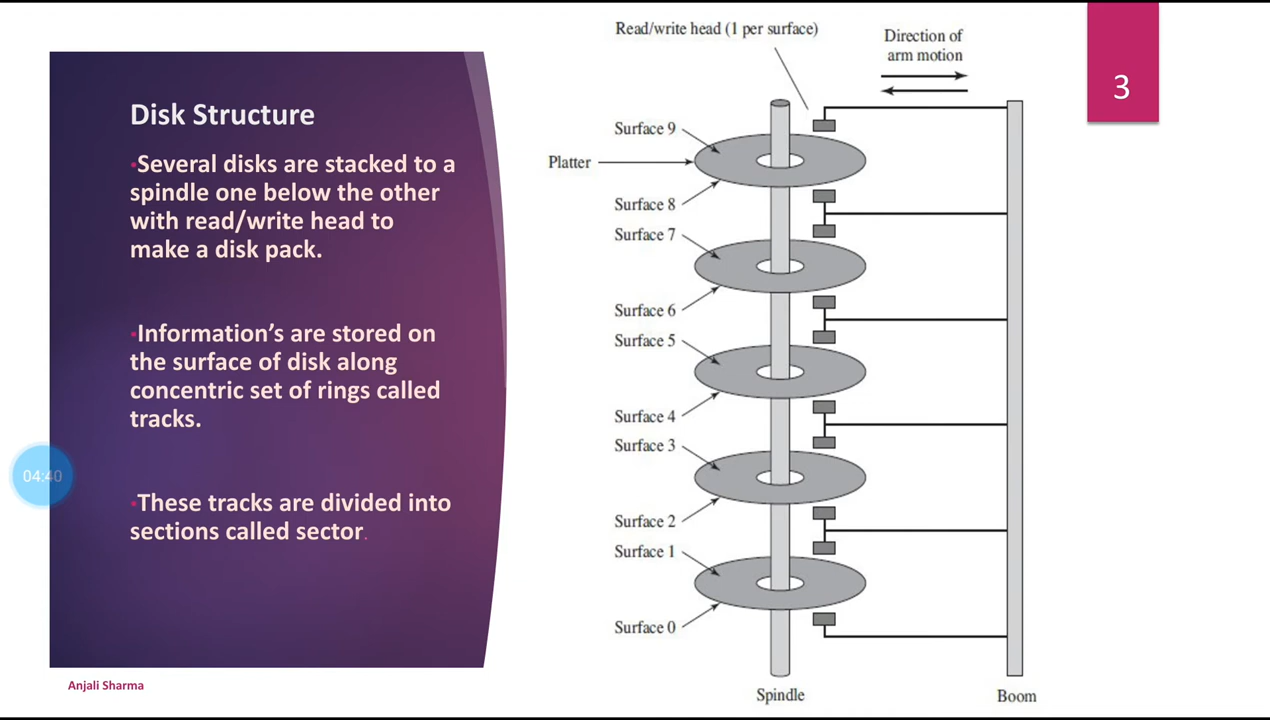 Disk Structure
•Several disks are stacked to a
spindle one below the other
with read/write head to
make a disk pack.
•Information’s are stored on
the surface of disk along
concentric set of rings called
tracks.
•These tracks are divided into
sections called sector.
04:40
Anjali Sharma
Read/write head (1 per surface)
Direction of
arm motion
3
Surface 9
Platter
Surface 8
Surface 7
Surface 6
Surface 5
Surface 4
Surface 3
Surface 2
Surface 1
Surface 0
Spindle
Boom